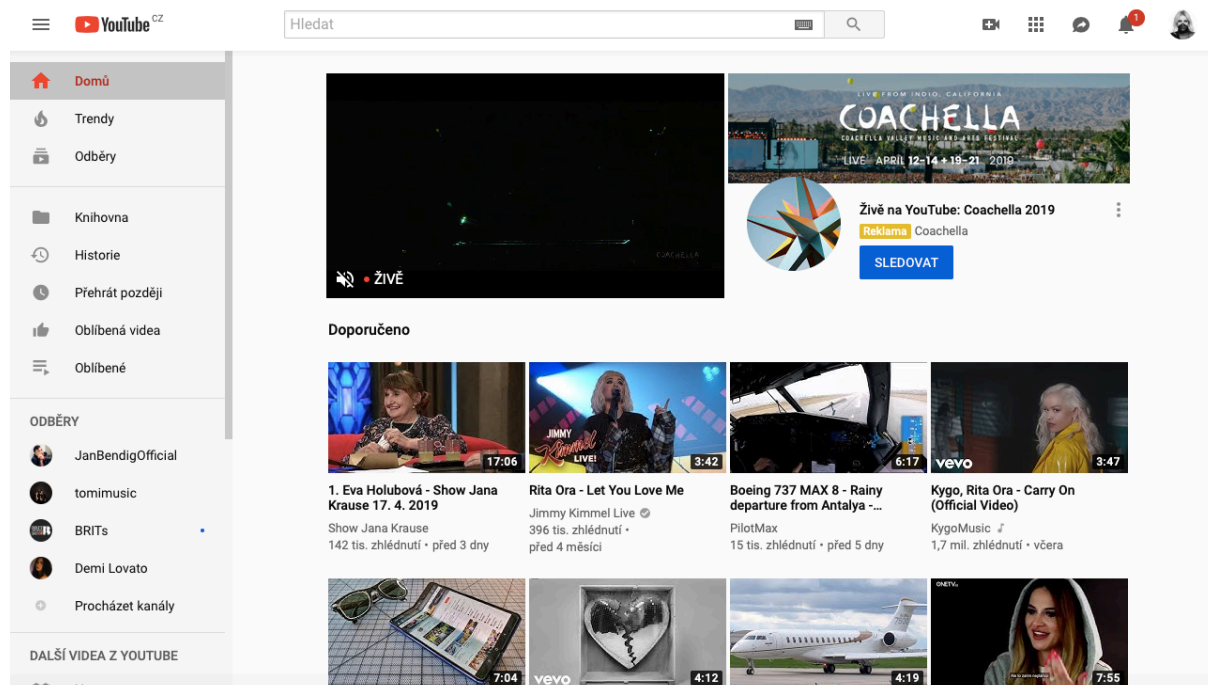 YouTube CZ
Hledat
1
Domů
Trendy
Odběry
Knihovna
Historie
Přehrát později
Oblíbená videa
Oblíbené
ODBĚRY
JanBendigOfficial
tomimusic
BRITs
Demi Lovato
Procházet kanály
DALŠÍ VIDEA Z YOUTUBE
COACHELLA
ŽIVĚ
LIVE FROM INDIO, CALIFORNIA
COACHELLA
COACHELLA VALLEY MUSIC AND ARTS FESTIVAL
LIVE APRIL 12-14 + 19-21 2019
Živě na YouTube: Coachella 2019
Reklama Coachella
SLEDOVAT
Doporučeno
17:06
1. Eva Holubová - Show Jana
Krause 17. 4. 2019
Show Jana Krause
142 tis. zhlédnutí • před 3 dny
JIMMY
Kimmel
LIVE!
3:42
Rita Ora - Let You Love Me
Jimmy Kimmel Live
396 tis. zhlédnutí •
před 4 měsíci
6:17
Boeing 737 MAX 8 - Rainy
departure from Antalya -...
PilotMax
15 tis. zhlédnutí • před 5 dny
vevo
3:47
Kygo, Rita Ora - Carry On
(Official Video)
KygoMusic
1,7 mil. zhlédnutí • včera
7:04
vevo
4:12
4:19
ONETV
7:55